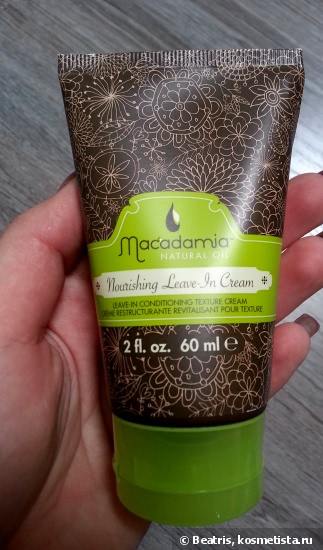 Macadamia
NATURAL OIL
Nourishing Leave-In Cream
LEAVE-IN CONDITIONING TEXTURE CREAM
CRÈME RESTRUCTURANTE REVITALISANT POUR TEXTURE
2 fl. oz. 60 ml ℮
© Beatris, kosmetista.ru